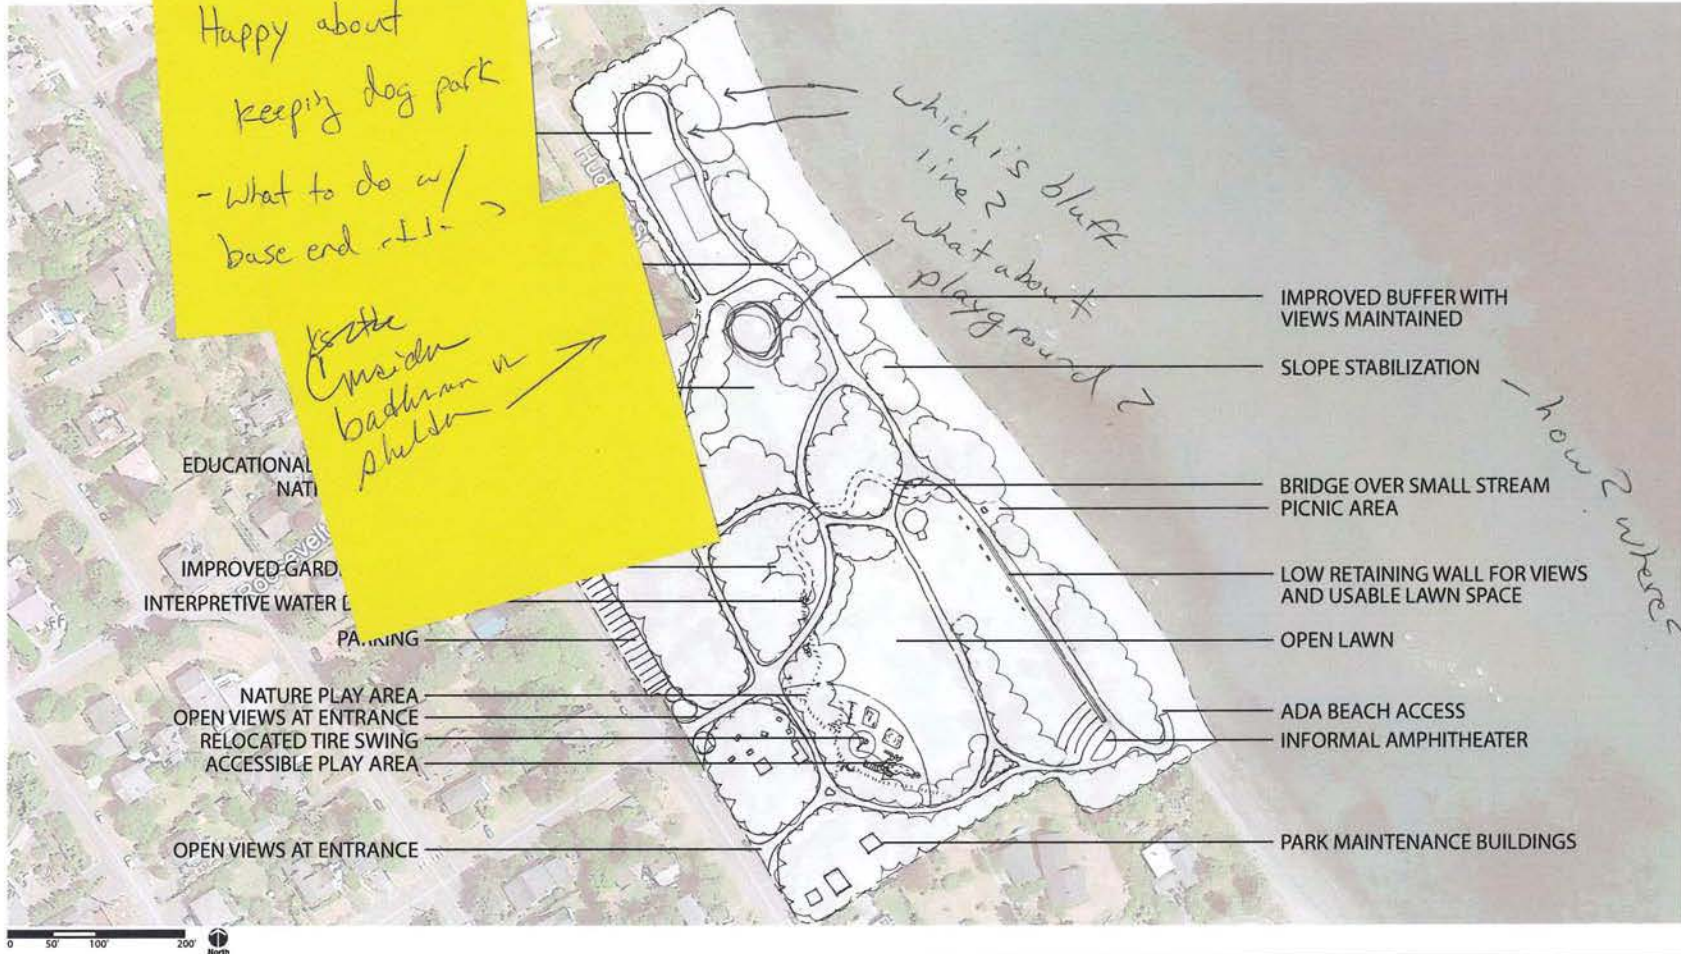 Happy about
keeping dog park
- what to do w/
base end
Consider
bathroom
shelter
which is bluff
line?
what about
playground?
- how? where?
Hud
Roosevel
EDUCATIONAL
NAT
IMPROVED GARD
INTERPRETIVE WATER
PARKING
NATURE PLAY AREA
OPEN VIEWS AT ENTRANCE
RELOCATED TIRE SWING
ACCESSIBLE PLAY AREA
OPEN VIEWS AT ENTRANCE
IMPROVED BUFFER WITH
VIEWS MAINTAINED
SLOPE STABILIZATION
BRIDGE OVER SMALL STREAM
PICNIC AREA
LOW RETAINING WALL FOR VIEWS
AND USABLE LAWN SPACE
OPEN LAWN
ADA BEACH ACCESS
INFORMAL AMPHITHEATER
PARK MAINTENANCE BUILDINGS
0 50' 100' 200'
North